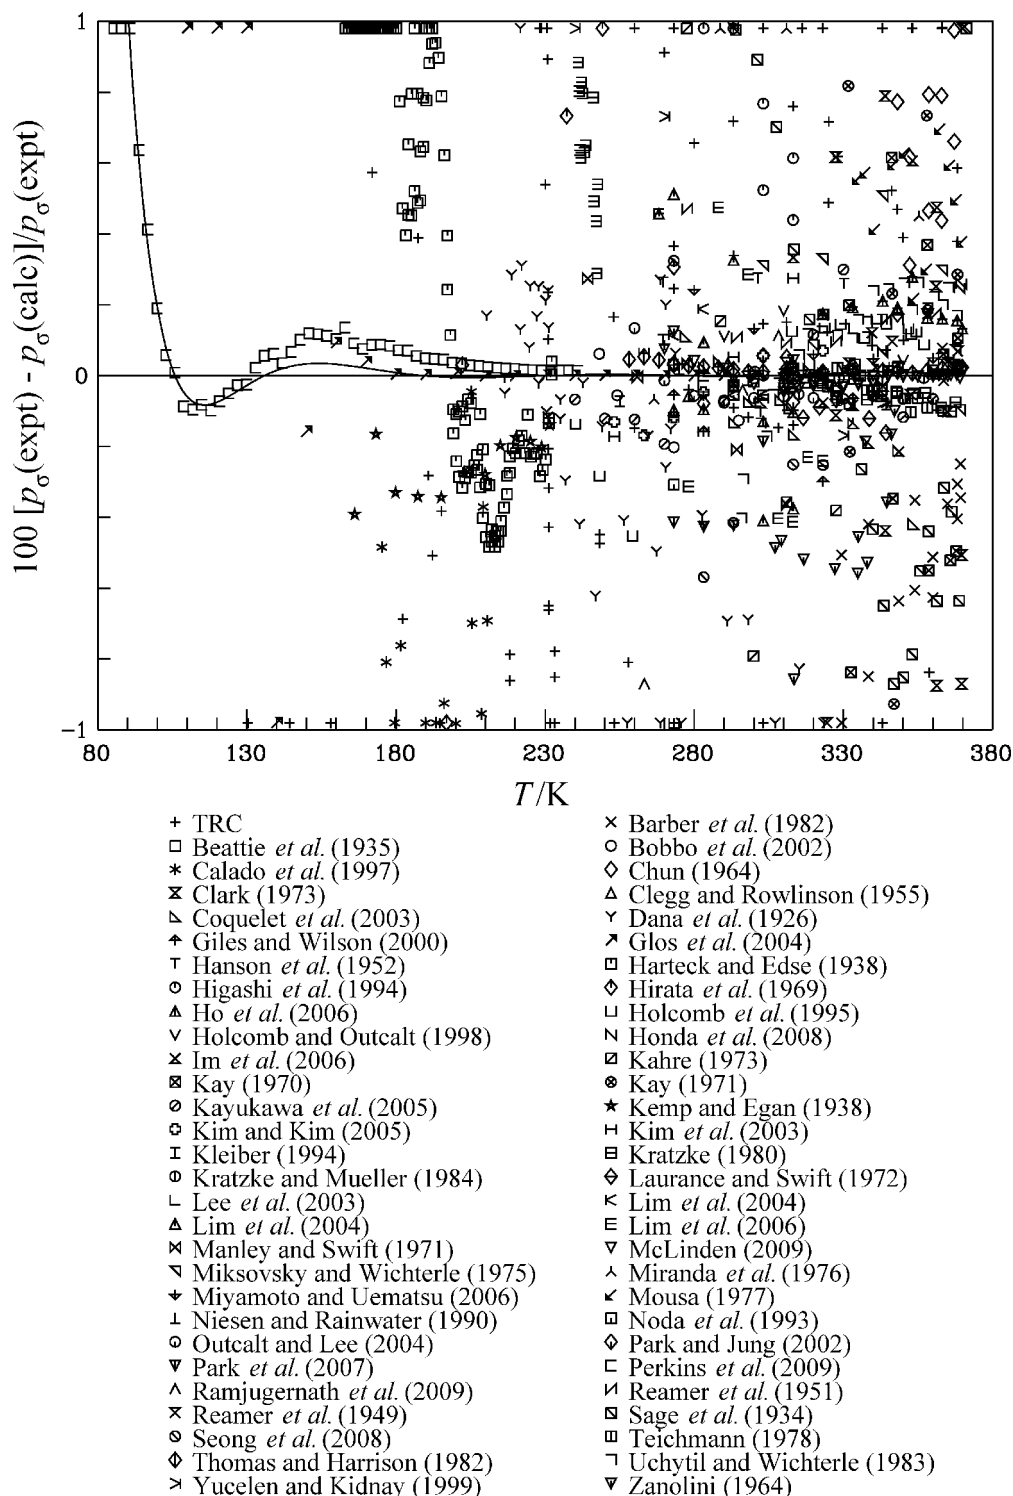 1
0
-1
100 [pσ(expt) - pσ(calc)]/pσ(expt)
80 130 180 230 280 330 380
T/K
TRC
Beattie et al. (1935)
Calado et al. (1997)
Clark (1973)
Coquelet et al. (2003)
Giles and Wilson (2000)
Hanson et al. (1952)
Higashi et al. (1994)
Ho et al. (2006)
Holcomb and Outcalt (1998)
Im et al. (2006)
Kay (1970)
Kayukawa et al. (2005)
Kim and Kim (2005)
Kleiber (1994)
Kratzke and Mueller (1984)
Lee et al. (2003)
Lim et al. (2004)
Manley and Swift (1971)
Miksovsky and Wichterle (1975)
Miyamoto and Uematsu (2006)
Niesen and Rainwater (1990)
Outcalt and Lee (2004)
Park et al. (2007)
Ramjugernath et al. (2009)
Reamer et al. (1949)
Seong et al. (2008)
Thomas and Harrison (1982)
Yucelen and Kidnay (1999)
Barber et al. (1982)
Bobbo et al. (2002)
Chun (1964)
Clegg and Rowlinson (1955)
Dana et al. (1926)
Glos et al. (2004)
Harteck and Edse (1938)
Hirata et al. (1969)
Holcomb et al. (1995)
Honda et al. (2008)
Kahre (1973)
Kay (1971)
Kemp and Egan (1938)
Kim et al. (2003)
Kratzke (1980)
Laurance and Swift (1972)
Lim et al. (2004)
Lim et al. (2006)
McLinden (2009)
Miranda et al. (1976)
Mousa (1977)
Noda et al. (1993)
Park and Jung (2002)
Perkins et al. (2009)
Reamer et al. (1951)
Sage et al. (1934)
Teichmann (1978)
Uchytil and Wichterle (1983)
Zanolini (1964)